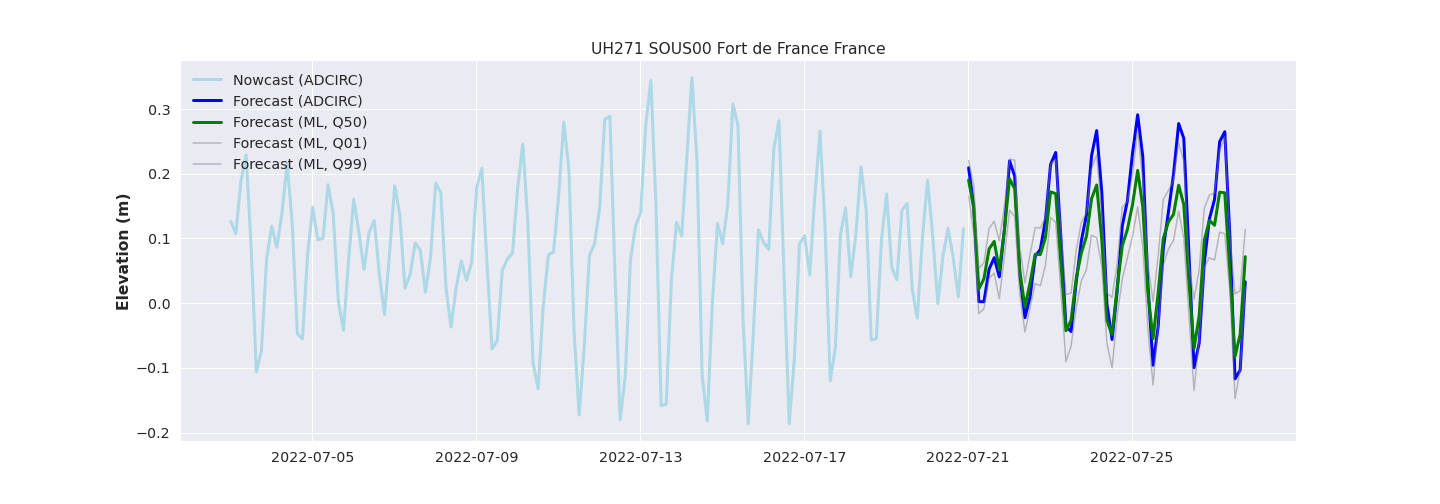 UH271 SOUS00 Fort de France France
Nowcast (ADCIRC)
Forecast (ADCIRC)
Forecast (ML, Q50)
Forecast (ML, Q01)
Forecast (ML, Q99)
Elevation (m)
0.3
0.2
0.1
0.0
−0.1
−0.2
2022-07-05 2022-07-09 2022-07-13 2022-07-17 2022-07-21 2022-07-25